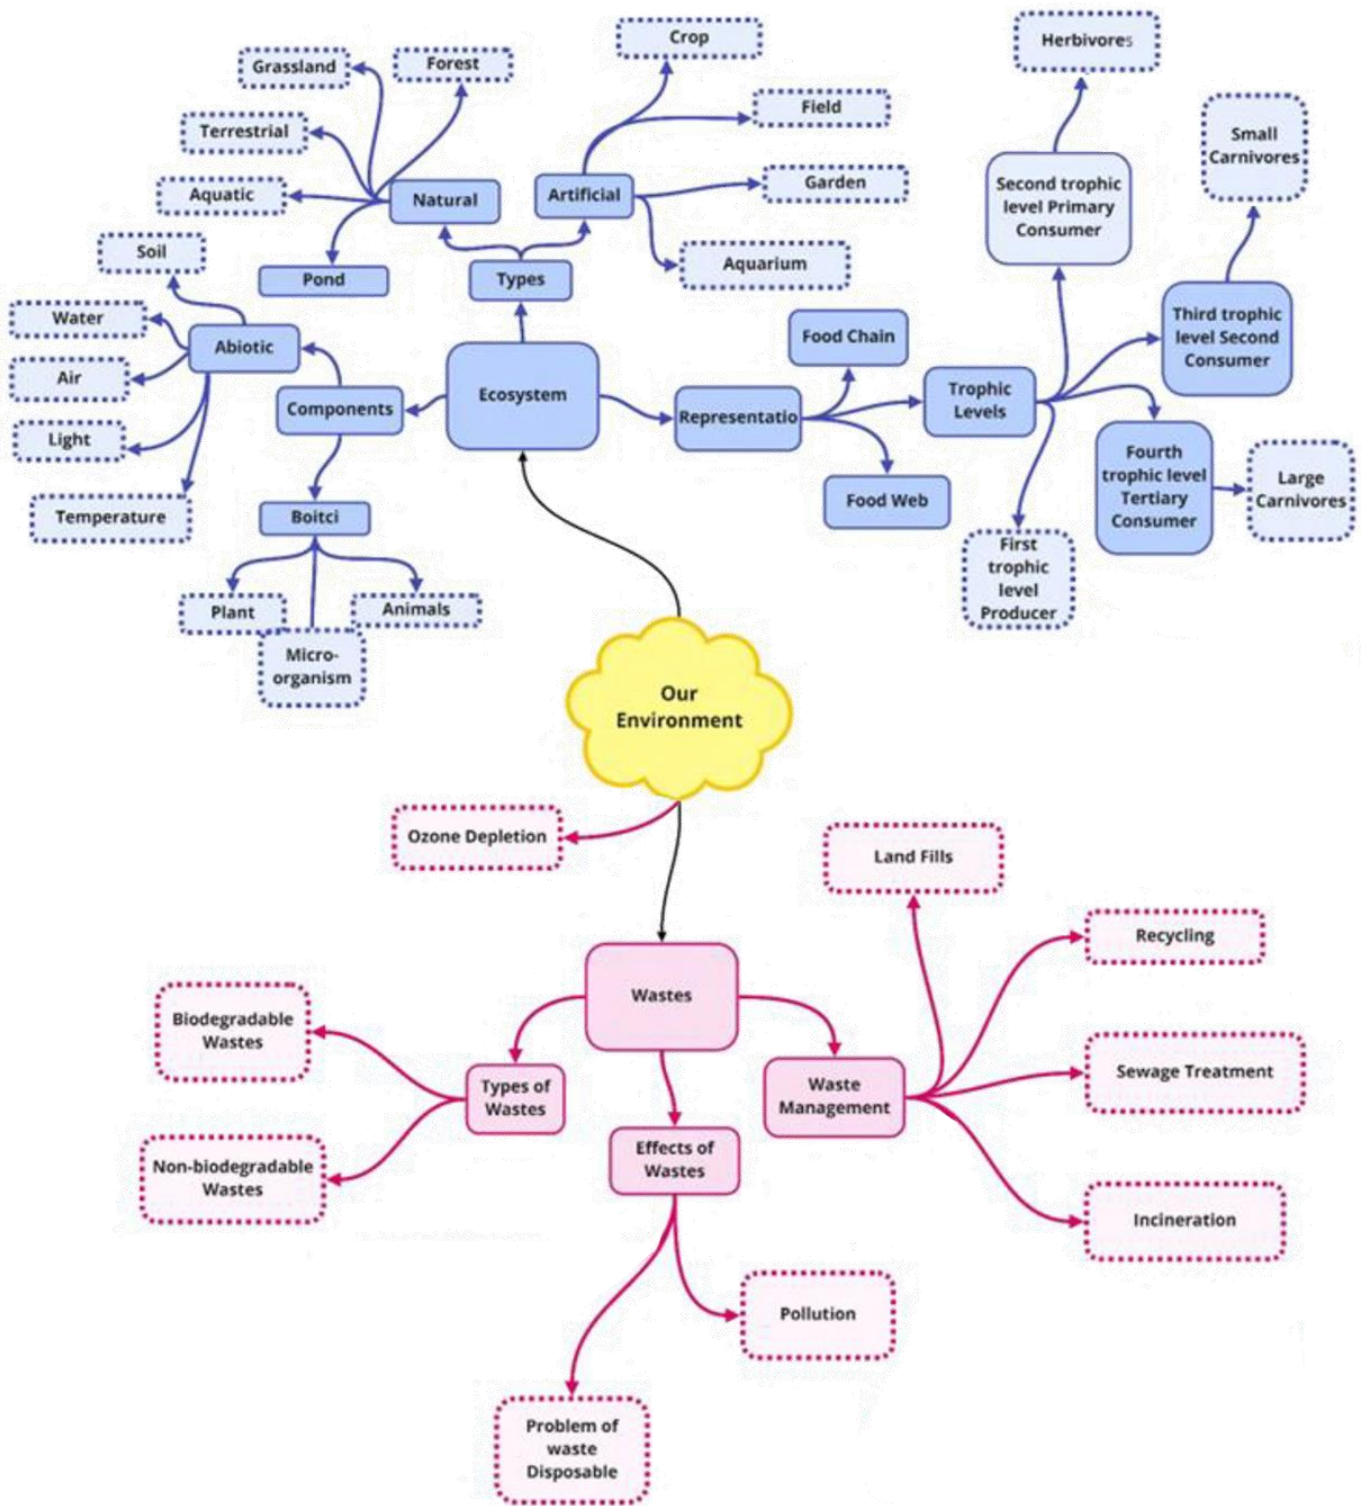 Crop
Herbivores
Grassland
Forest
Field
Small
Carnivores
Terrestrial
Second trophic
level Primary
Consumer
Aquatic
Natural
Artificial
Garden
Soil
Pond
Types
Aquarium
Water
Abiotic
Food Chain
Third trophic
level Second
Consumer
Air
Components
Ecosystem
Representatio
Trophic
Levels
Light
Temperature
Boitci
Food Web
Fourth
trophic level
Tertiary
Consumer
Large
Carnivores
First
trophic
level
Producer
Plant
Animals
Micro-
organism
Our
Environment
Ozone Depletion
Land Fills
Recycling
Wastes
Biodegradable
Wastes
Types of
Wastes
Waste
Management
Sewage Treatment
Effects of
Wastes
Non-biodegradable
Wastes
Incineration
Pollution
Problem of
waste
Disposable